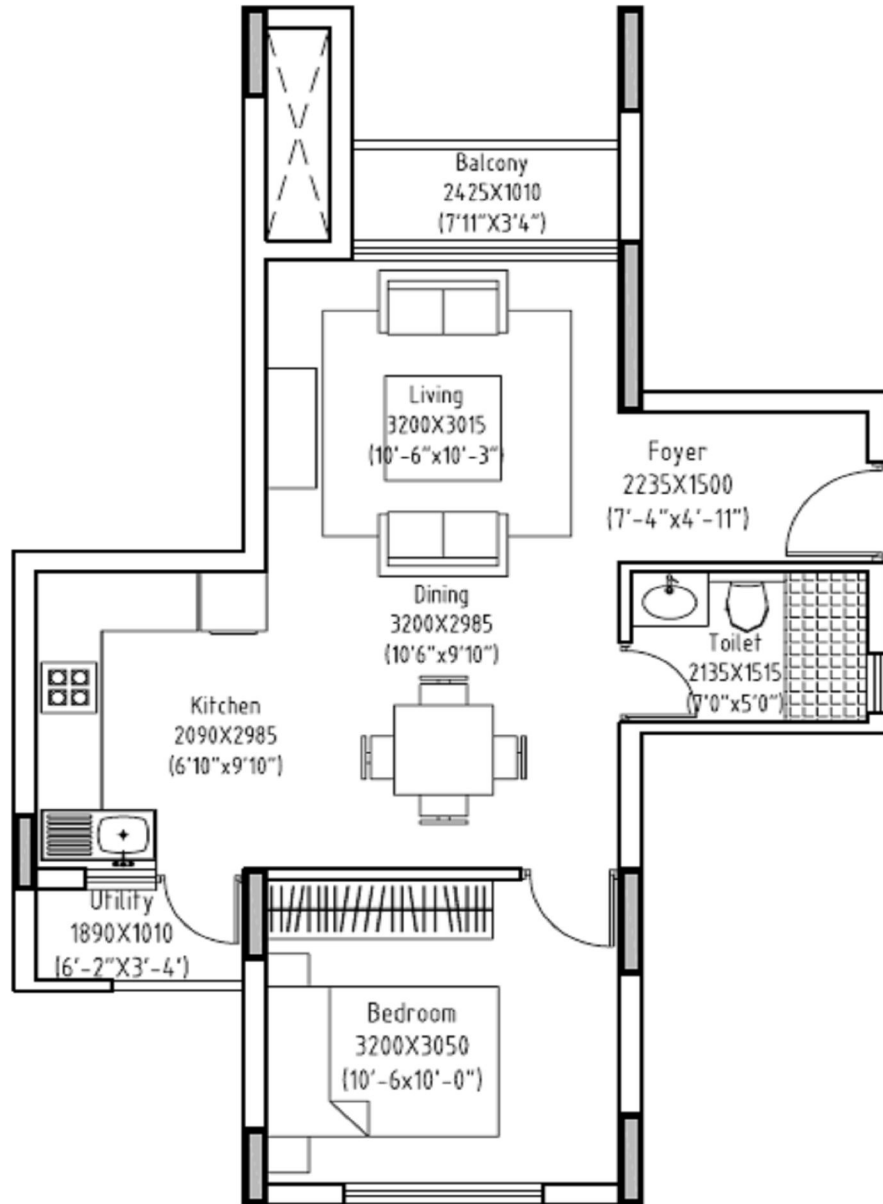 Balcony
2425X1010
(7'11"X3'4")
Living
3200X3015
(10'-6"x10'-3")
Foyer
2235X1500
(7'-4"x4'-11")
Dining
3200X2985
(10'6"x9'10")
Toilet
2135X1515
(7'0"x5'0")
Kitchen
2090X2985
(6'10"x9'10")
Utility
1890X1010
(6'-2"X3'-4')
Bedroom
3200X3050
(10'-6x10'-0")